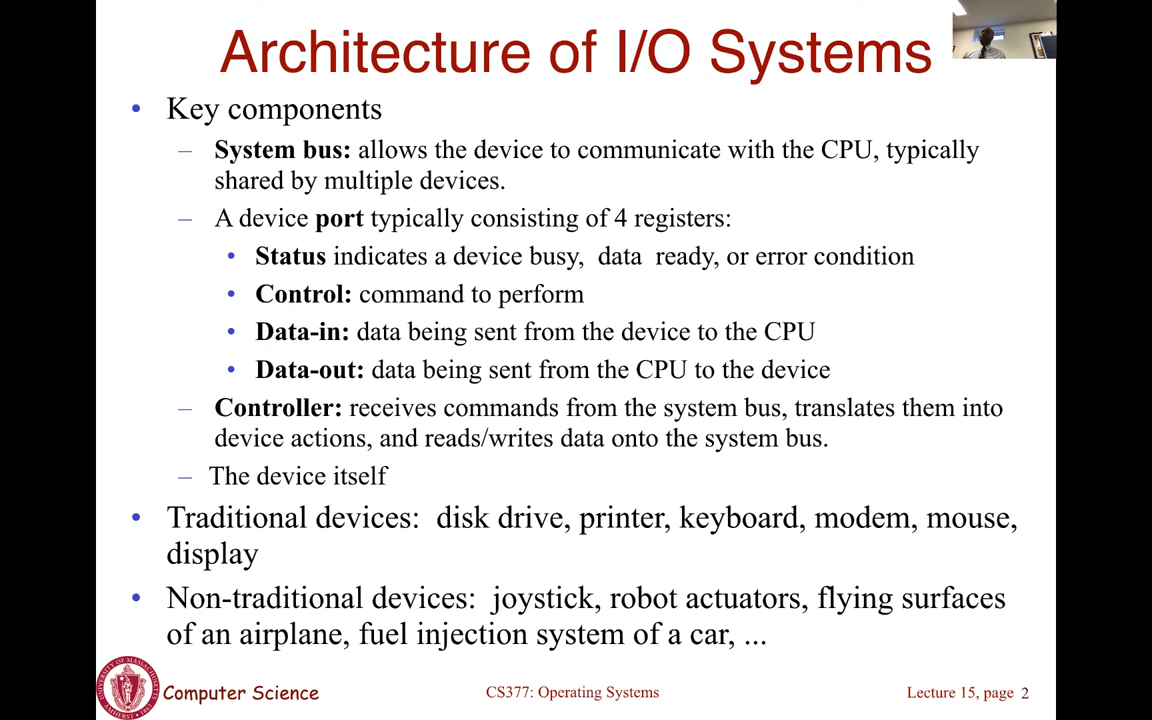 Architecture of I/O Systems
• Key components
– System bus: allows the device to communicate with the CPU, typically
shared by multiple devices.
– A device port typically consisting of 4 registers:
• Status indicates a device busy, data ready, or error condition
• Control: command to perform
• Data-in: data being sent from the device to the CPU
• Data-out: data being sent from the CPU to the device
– Controller: receives commands from the system bus, translates them into
device actions, and reads/writes data onto the system bus.
– The device itself
• Traditional devices: disk drive, printer, keyboard, modem, mouse,
display
• Non-traditional devices: joystick, robot actuators, flying surfaces
of an airplane, fuel injection system of a car, ...
UNIVERSITY OF MASSACHUSETTS
AMHERST 1863
Computer Science
CS377: Operating Systems
Lecture 15, page 2